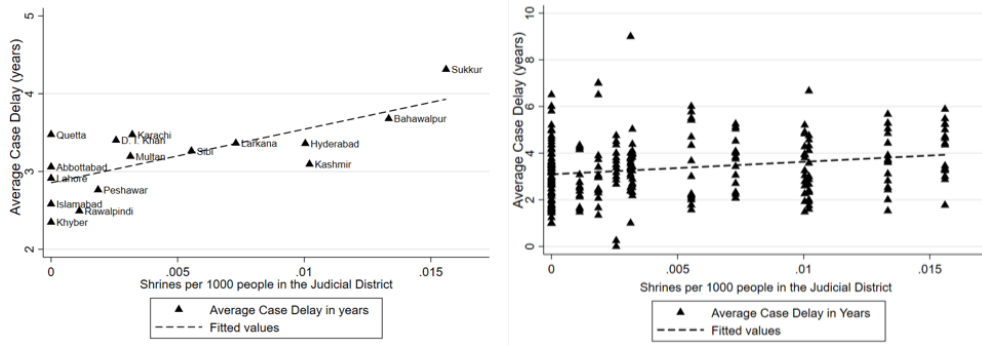 Average Case Delay (years)
5
4
3
2
Sukkur
Bahawalpur
Quetta
Karachi
D. I. Khan
Larkana
Hyderabad
Sibi
Multan
Kashmir
Abbottabad
Lahore
Peshawar
Islamabad
Rawalpindi
Khyber
0 .005 .01 .015
Shrines per 1000 people in the Judicial District
Average Case Delay in years
Fitted values
Average Case Delay (years)
10
8
6
4
2
0
0 .005 .01 .015
Shrines per 1000 people in the Judicial District
Average Case Delay in Years
Fitted values